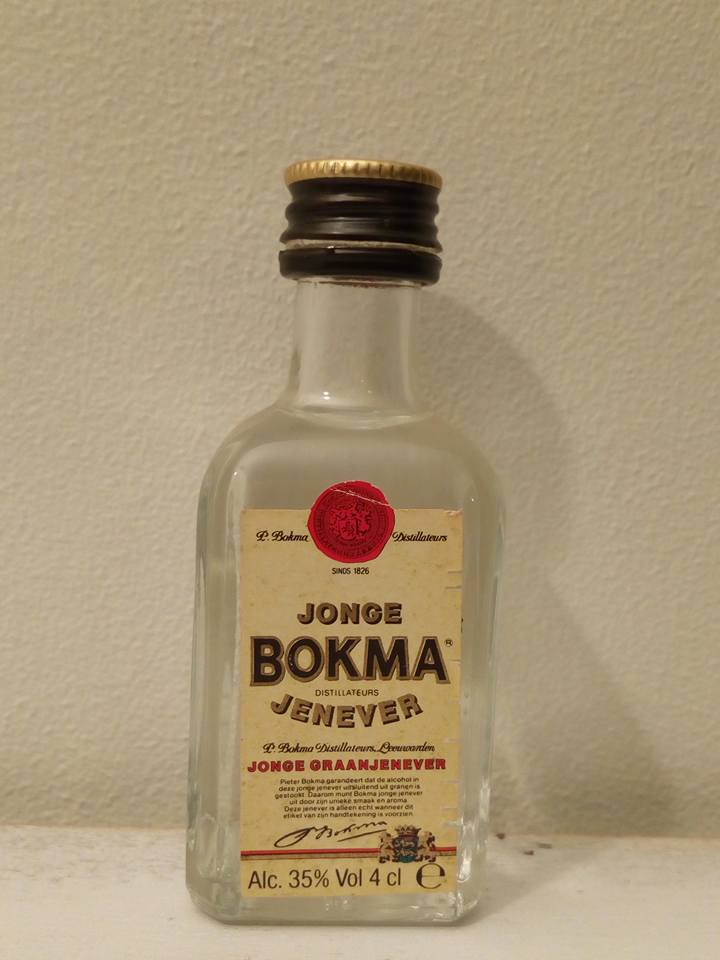 P. Bokma Distillateurs
SINDS 1826
JONGE
BOKMA®
DISTILLATEURS
JENEVER
P. Bokma Distillateurs, Leeuwarden
JONGE GRAANJENEVER
Pieter Bokma garandeert dat de alcohol in
deze jonge jenever uitsluitend uit granen is
gestookt. Daarom munt Bokma jonge jenever
uit door zijn unieke smaak en aroma.
Deze jenever is alleen echt wanneer dit
etiket van zijn handtekening is voorzien.
P Bokma
Alc. 35% Vol 4 cl ℮